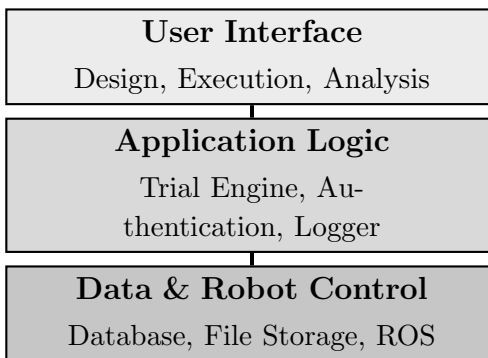 User Interface
Design, Execution, Analysis
Application Logic
Trial Engine, Au-
thentication, Logger
Data & Robot Control
Database, File Storage, ROS